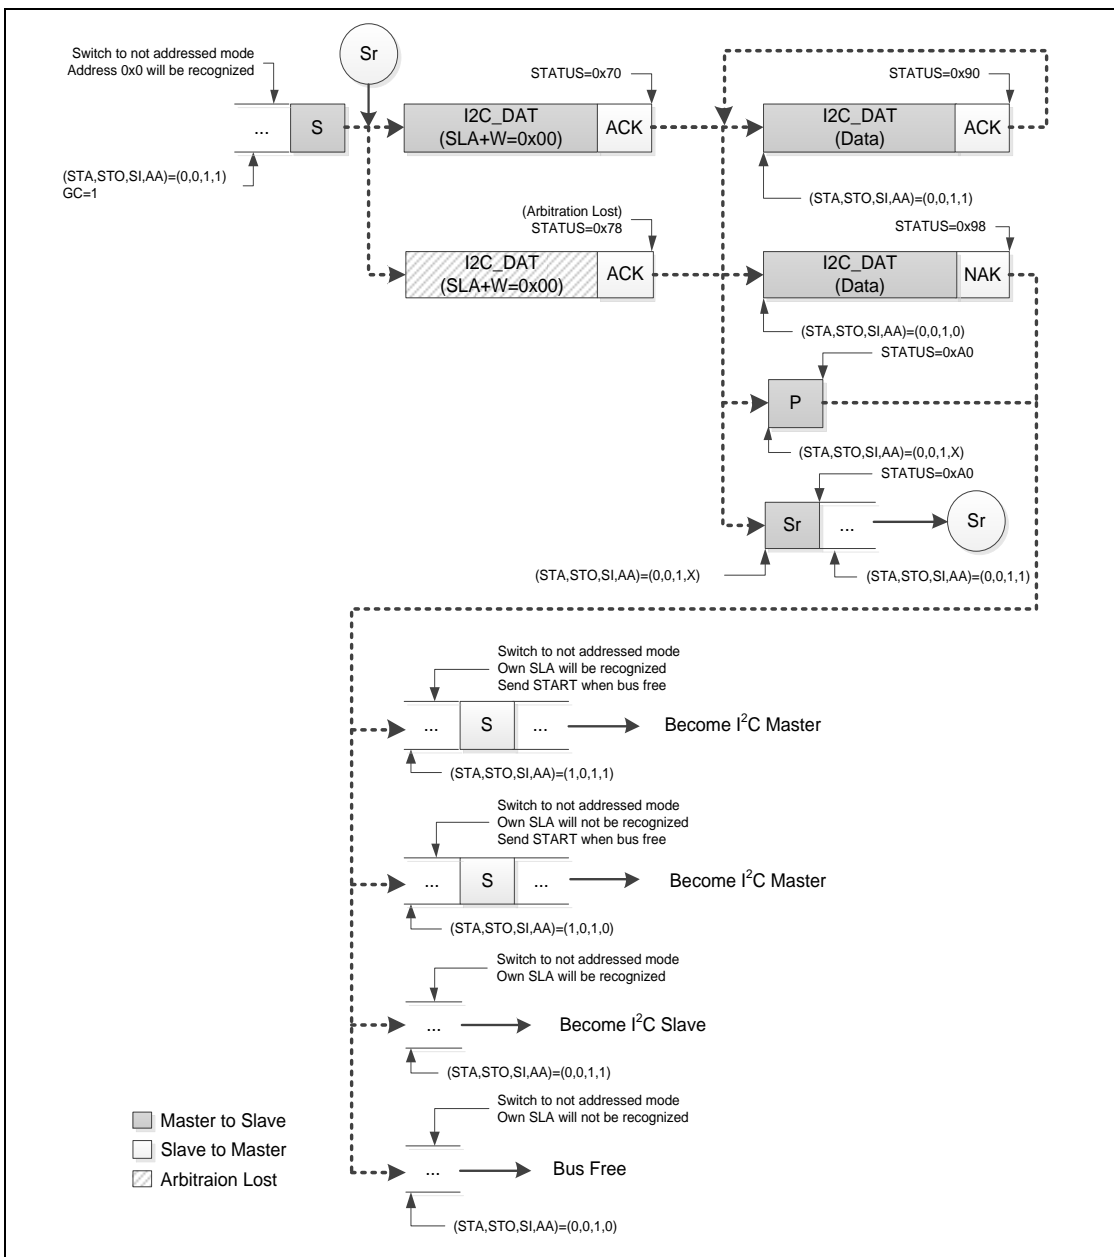 Switch to not addressed mode
Address 0x0 will be recognized
Sr
STATUS=0x70
STATUS=0x90
...
S
I2C_DAT
(SLA+W=0x00)
ACK
I2C_DAT
(Data)
ACK
(STA,STO,SI,AA)=(0,0,1,1)
GC=1
(STA,STO,SI,AA)=(0,0,1,1)
(Arbitration Lost)
STATUS=0x78
STATUS=0x98
I2C_DAT
(SLA+W=0x00)
ACK
I2C_DAT
(Data)
NAK
(STA,STO,SI,AA)=(0,0,1,0)
STATUS=0xA0
P
(STA,STO,SI,AA)=(0,0,1,X)
STATUS=0xA0
Sr
...
Sr
(STA,STO,SI,AA)=(0,0,1,X)
(STA,STO,SI,AA)=(0,0,1,1)
Switch to not addressed mode
Own SLA will be recognized
Send START when bus free
...
S
...
Become I²C Master
(STA,STO,SI,AA)=(1,0,1,1)
Switch to not addressed mode
Own SLA will not be recognized
Send START when bus free
...
S
...
Become I²C Master
(STA,STO,SI,AA)=(1,0,1,0)
Switch to not addressed mode
Own SLA will be recognized
...
Become I²C Slave
(STA,STO,SI,AA)=(0,0,1,1)
Switch to not addressed mode
Own SLA will not be recognized
...
Bus Free
(STA,STO,SI,AA)=(0,0,1,0)
Master to Slave
Slave to Master
Arbitraion Lost